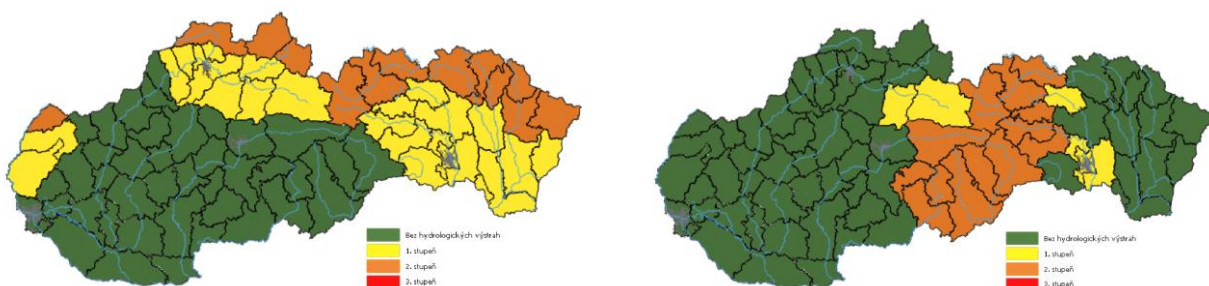 Bez hydrologických výstrah
1. stupeň
2. stupeň
3. stupeň
Bez hydrologických výstrah
1. stupeň
2. stupeň
3. stupeň